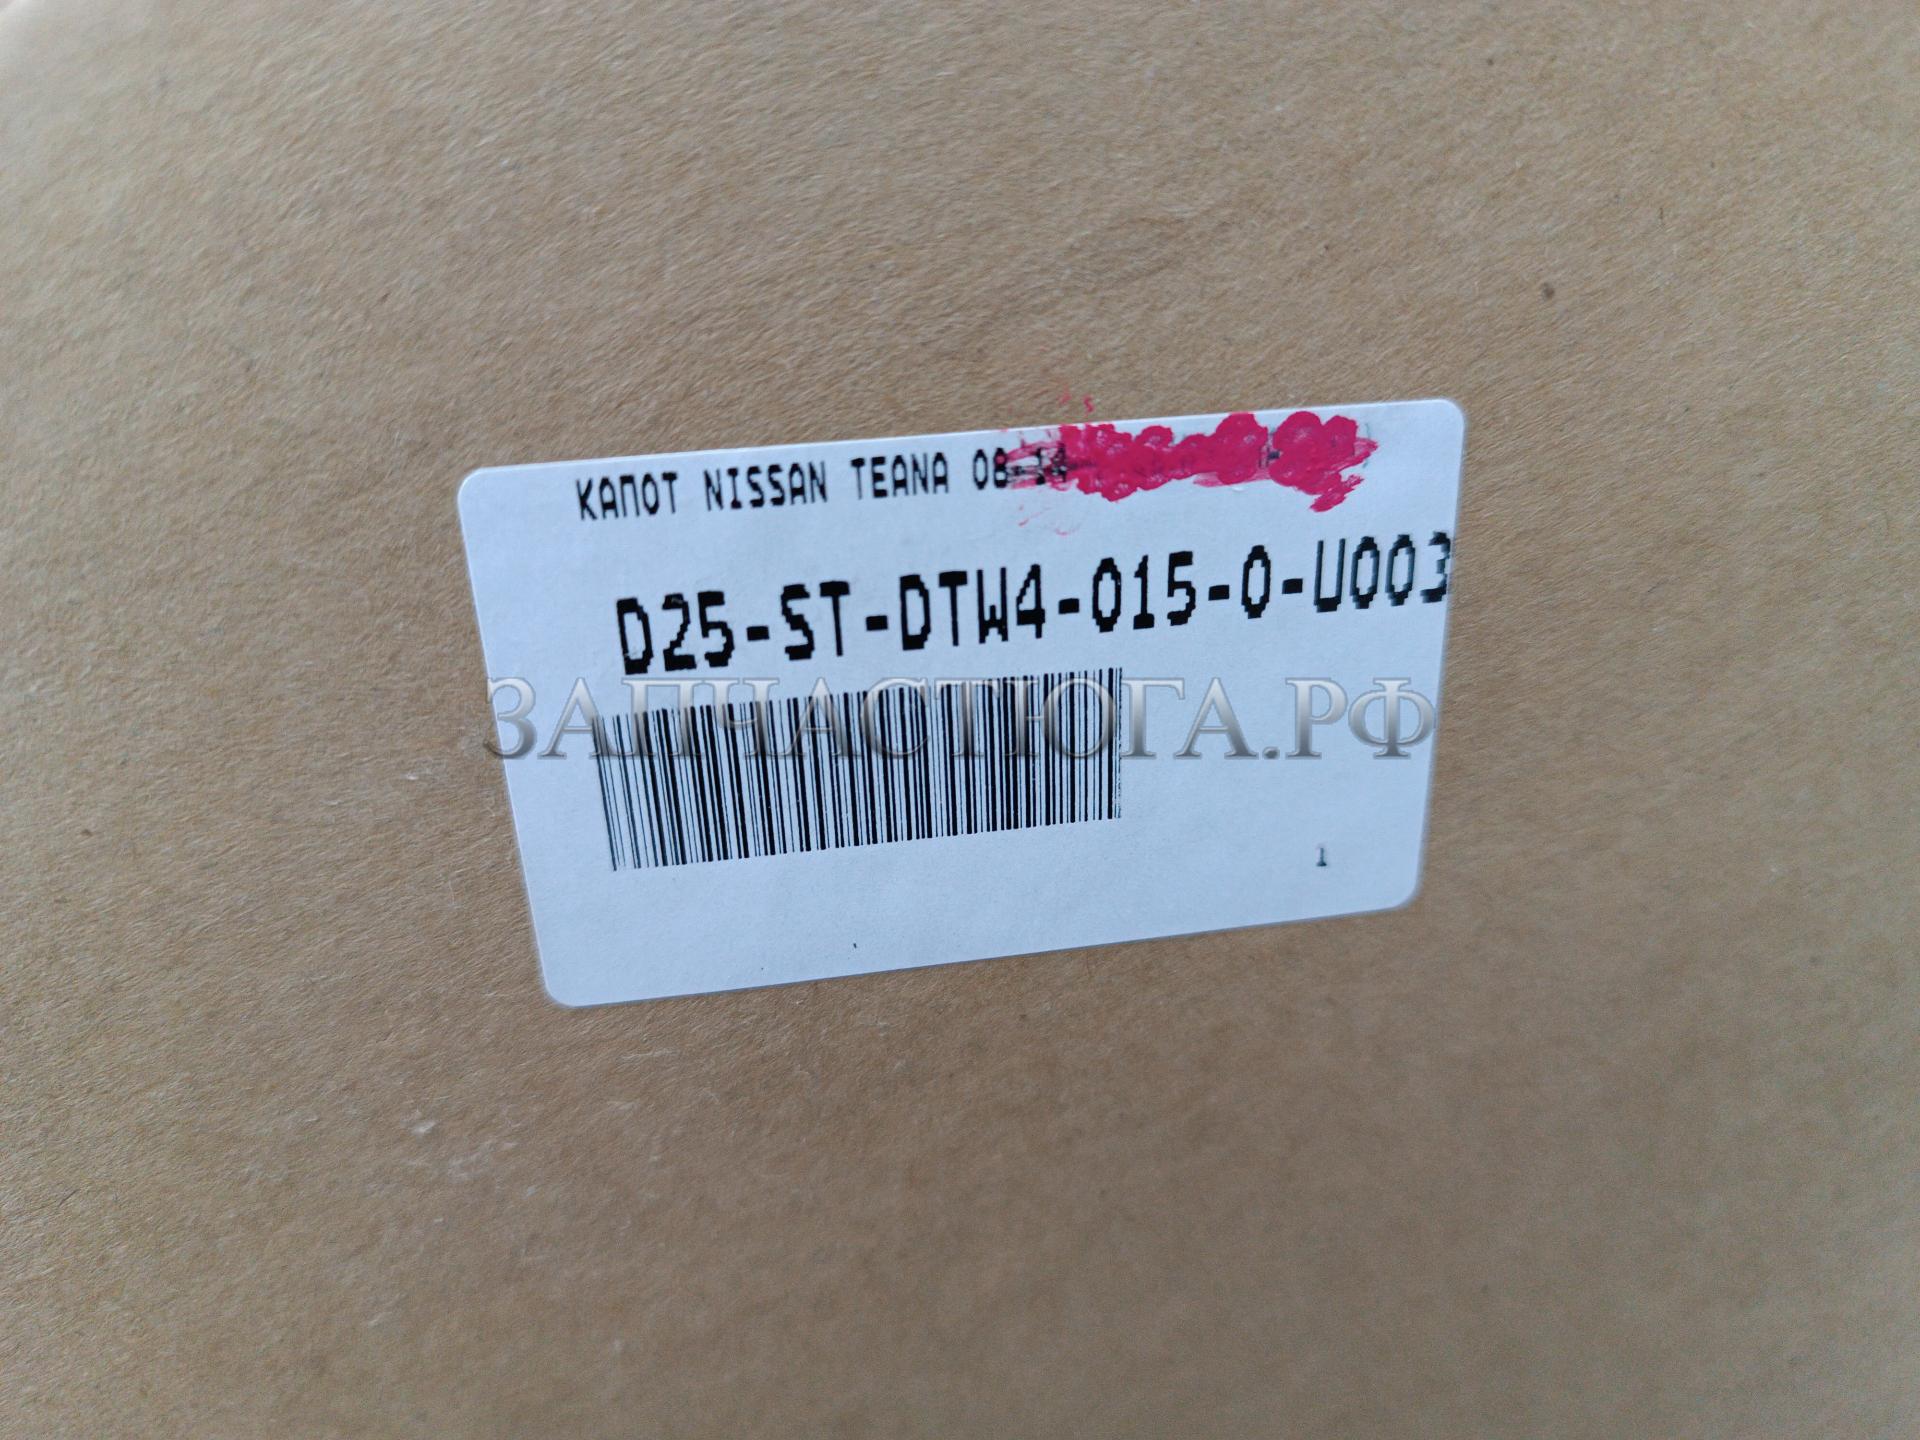 КАПОТ NISSAN TEANA 08-14
D25-ST-DTW4-015-0-U003
ЗАПЧАСТЮГА.РФ
1